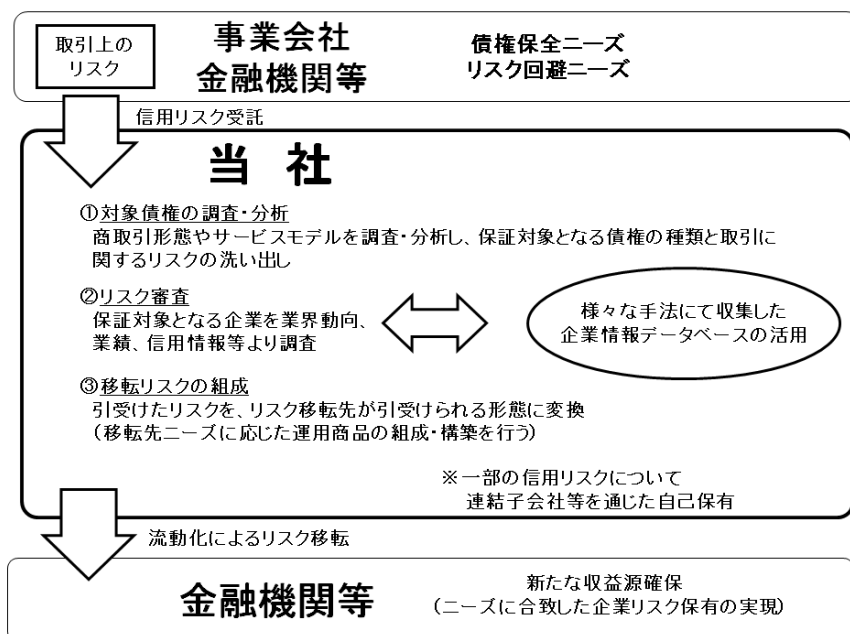 取引上の
リスク
事業会社
金融機関等
債権保全ニーズ
リスク回避ニーズ
信用リスク受託
当 社
①対象債権の調査・分析
商取引形態やサービスモデルを調査・分析し、保証対象となる債権の種類と取引に
関するリスクの洗い出し
②リスク審査
保証対象となる企業を業界動向、
業績、信用情報等より調査
様々な手法にて収集した
企業情報データベースの活用
③移転リスクの組成
引受けたリスクを、リスク移転先が引受けられる形態に変換
（移転先ニーズに応じた運用商品の組成・構築を行う）
※一部の信用リスクについて
連結子会社等を通じた自己保有
流動化によるリスク移転
金融機関等
新たな収益源確保
（ニーズに合致した企業リスク保有の実現）